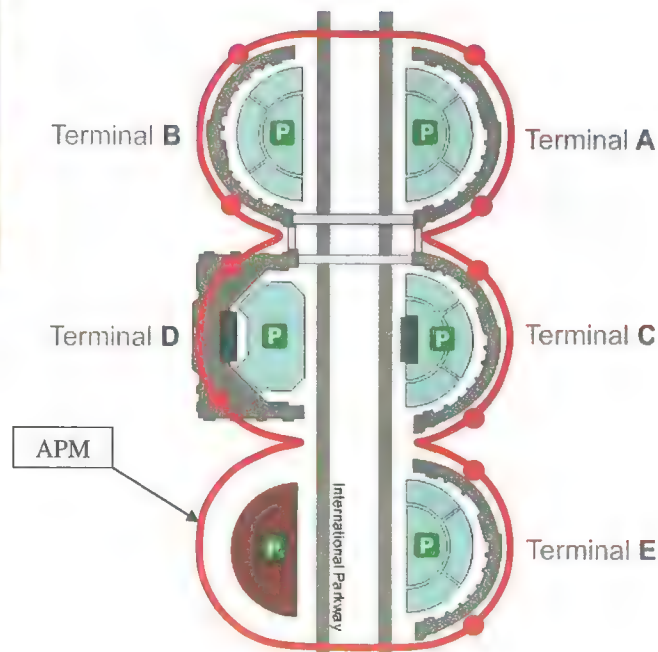 Terminal B
P
P
Terminal A
Terminal D
P
P
Terminal C
APM
International Parkway
P
Terminal E